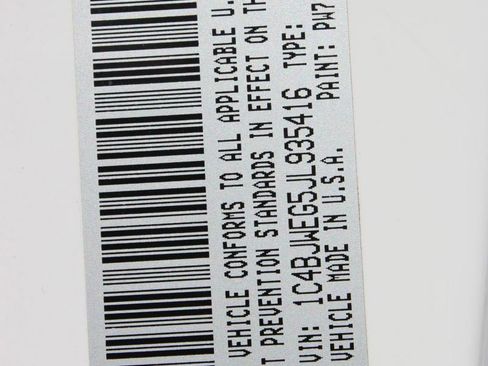 VEHICLE CONFORMS TO ALL APPLICABLE U.
T PREVENTION STANDARDS IN EFFECT ON TH
VIN: 1C4BJWEG5JL935416 TYPE:
VEHICLE MADE IN U.S.A. PAINT: PW7